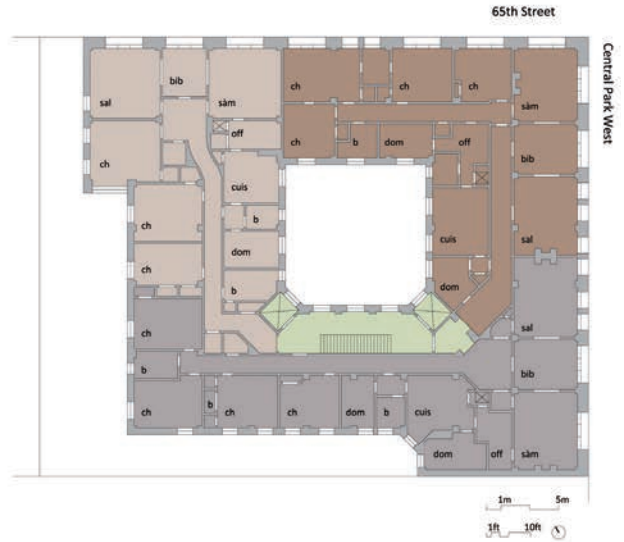 65th Street
Central Park West
sal
bib
sàm
ch
ch
ch
sàm
off
ch
b
dom
off
bib
ch
cuis
ch
b
cuis
sal
dom
ch
b
dom
ch
sal
b
bib
ch
b
ch
ch
dom
b
cuis
dom
off
sàm
1m 5m
1ft 10ft